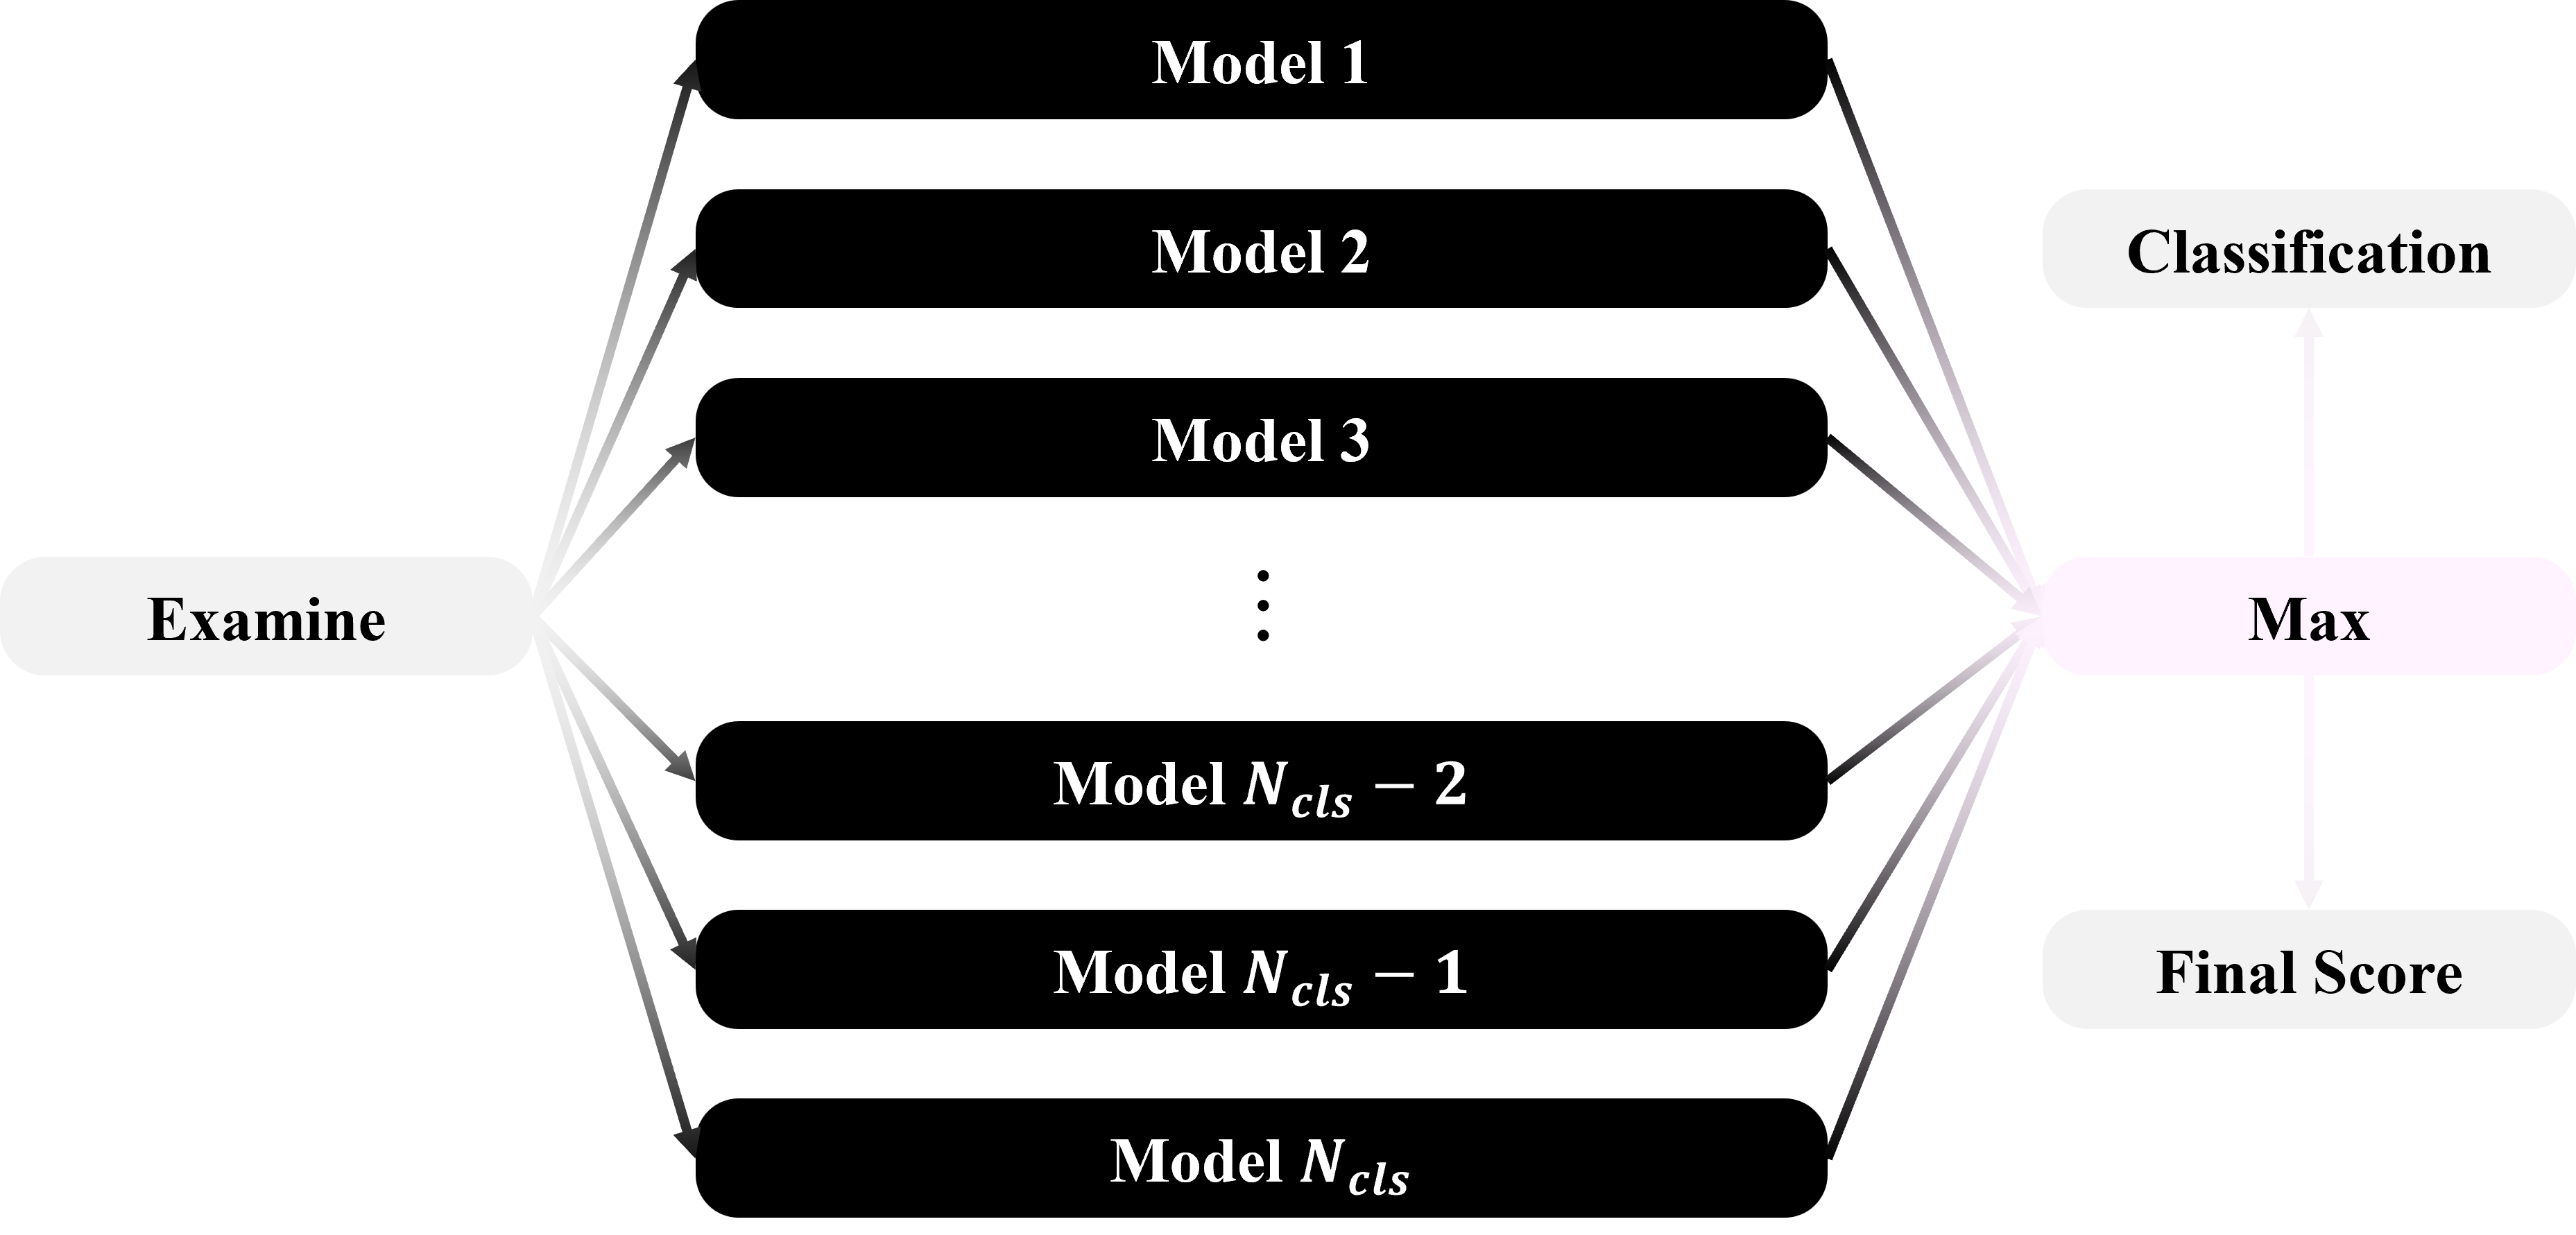 Examine
Model 1
Model 2
Model 3
⋮
Model N_cls − 2
Model N_cls − 1
Model N_cls
Classification
Max
Final Score